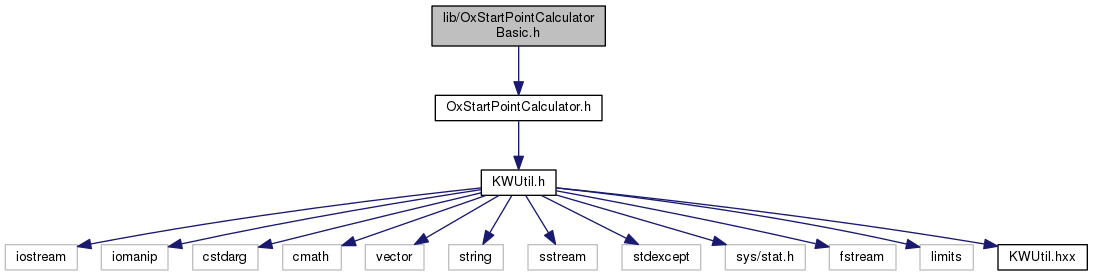 lib/OxStartPointCalculator
Basic.h
OxStartPointCalculator.h
KWUtil.h
iostream
iomanip
cstdarg
cmath
vector
string
sstream
stdexcept
sys/stat.h
fstream
limits
KWUtil.hxx